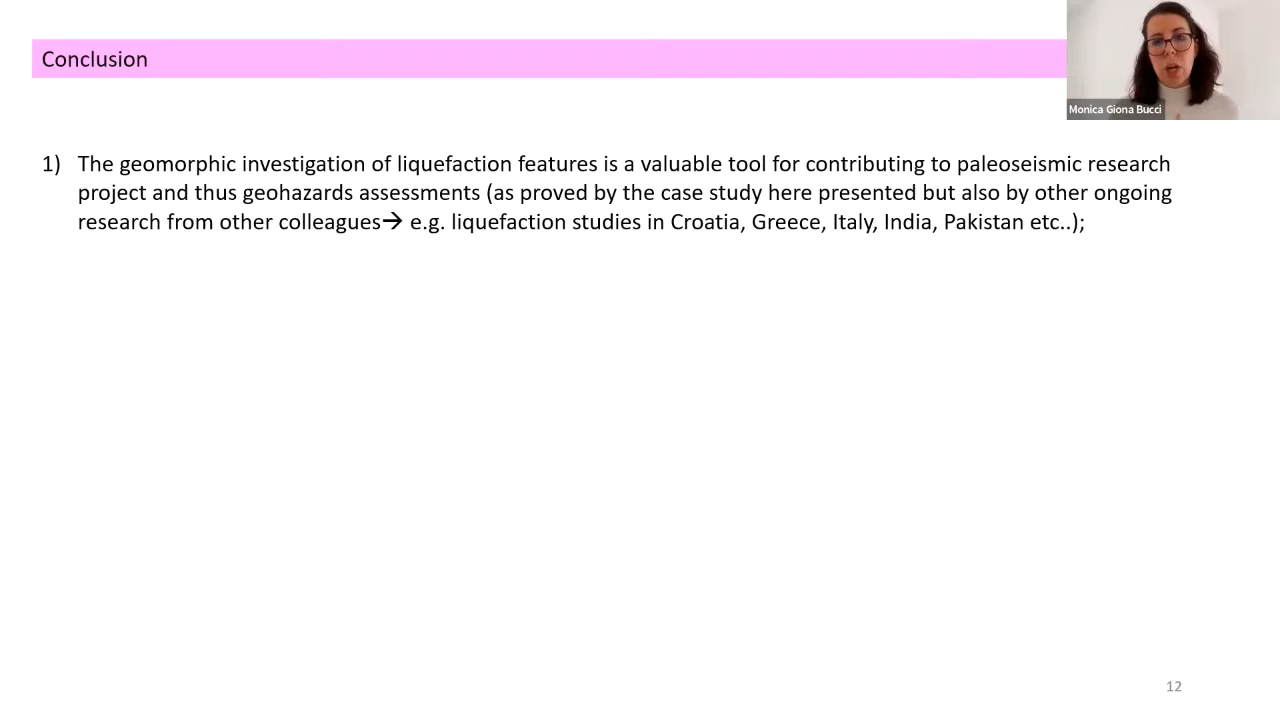 Conclusion
Monica Giona Bucci
1) The geomorphic investigation of liquefaction features is a valuable tool for contributing to paleoseismic research
project and thus geohazards assessments (as proved by the case study here presented but also by other ongoing
research from other colleagues→ e.g. liquefaction studies in Croatia, Greece, Italy, India, Pakistan etc..);
12